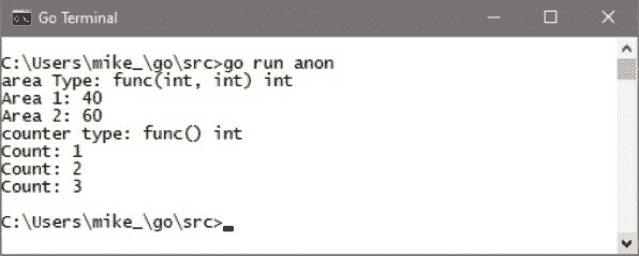 Go Terminal
C:\Users\mike_\go\src>go run anon
area Type: func(int, int) int
Area 1: 40
Area 2: 60
counter type: func() int
Count: 1
Count: 2
Count: 3
C:\Users\mike_\go\src>